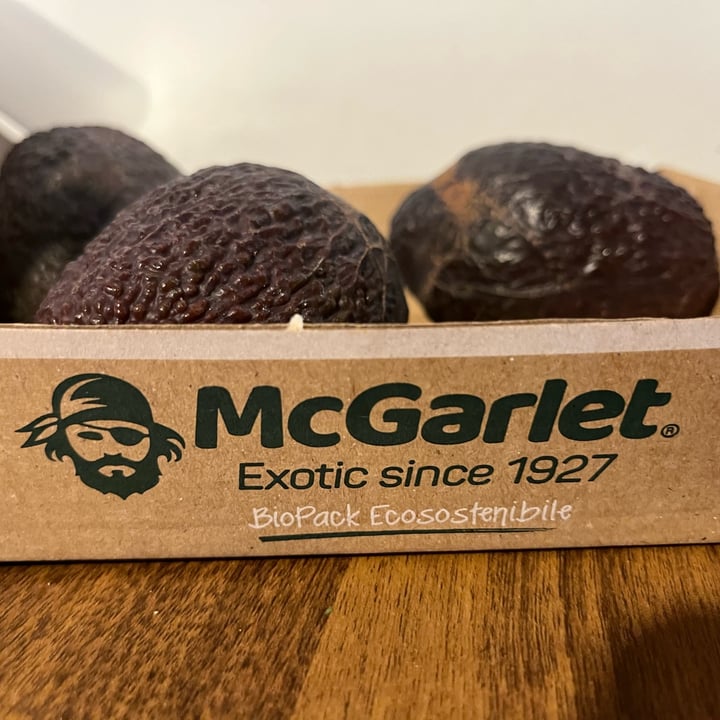 McGarlet®
Exotic since 1927
BioPack Ecosostenibile